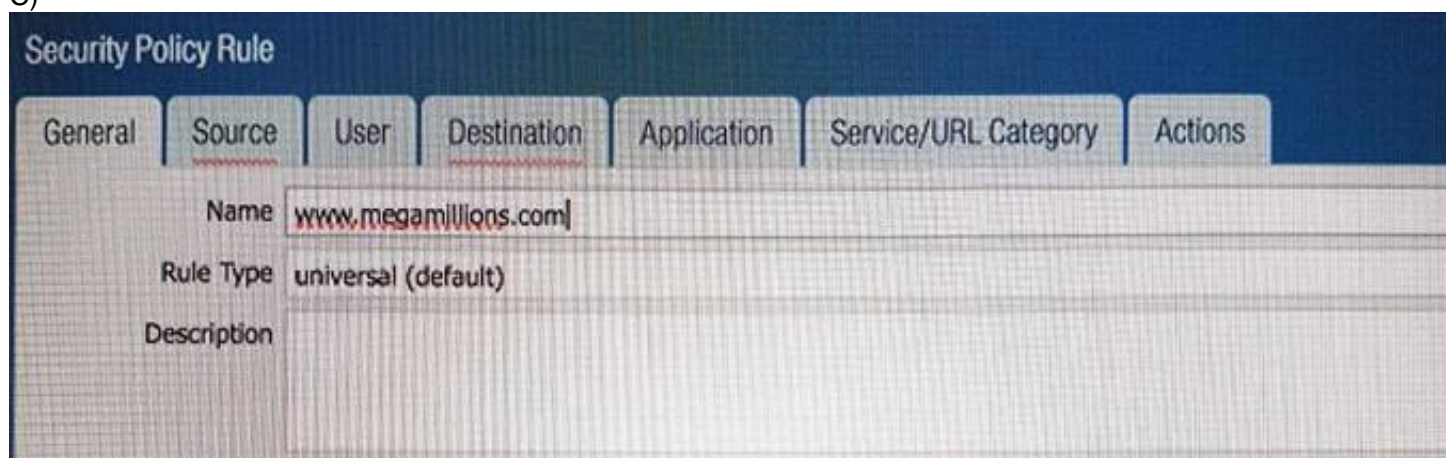 Security Policy Rule
General Source User Destination Application Service/URL Category Actions
Name www.megamillions.com
Rule Type universal (default)
Description